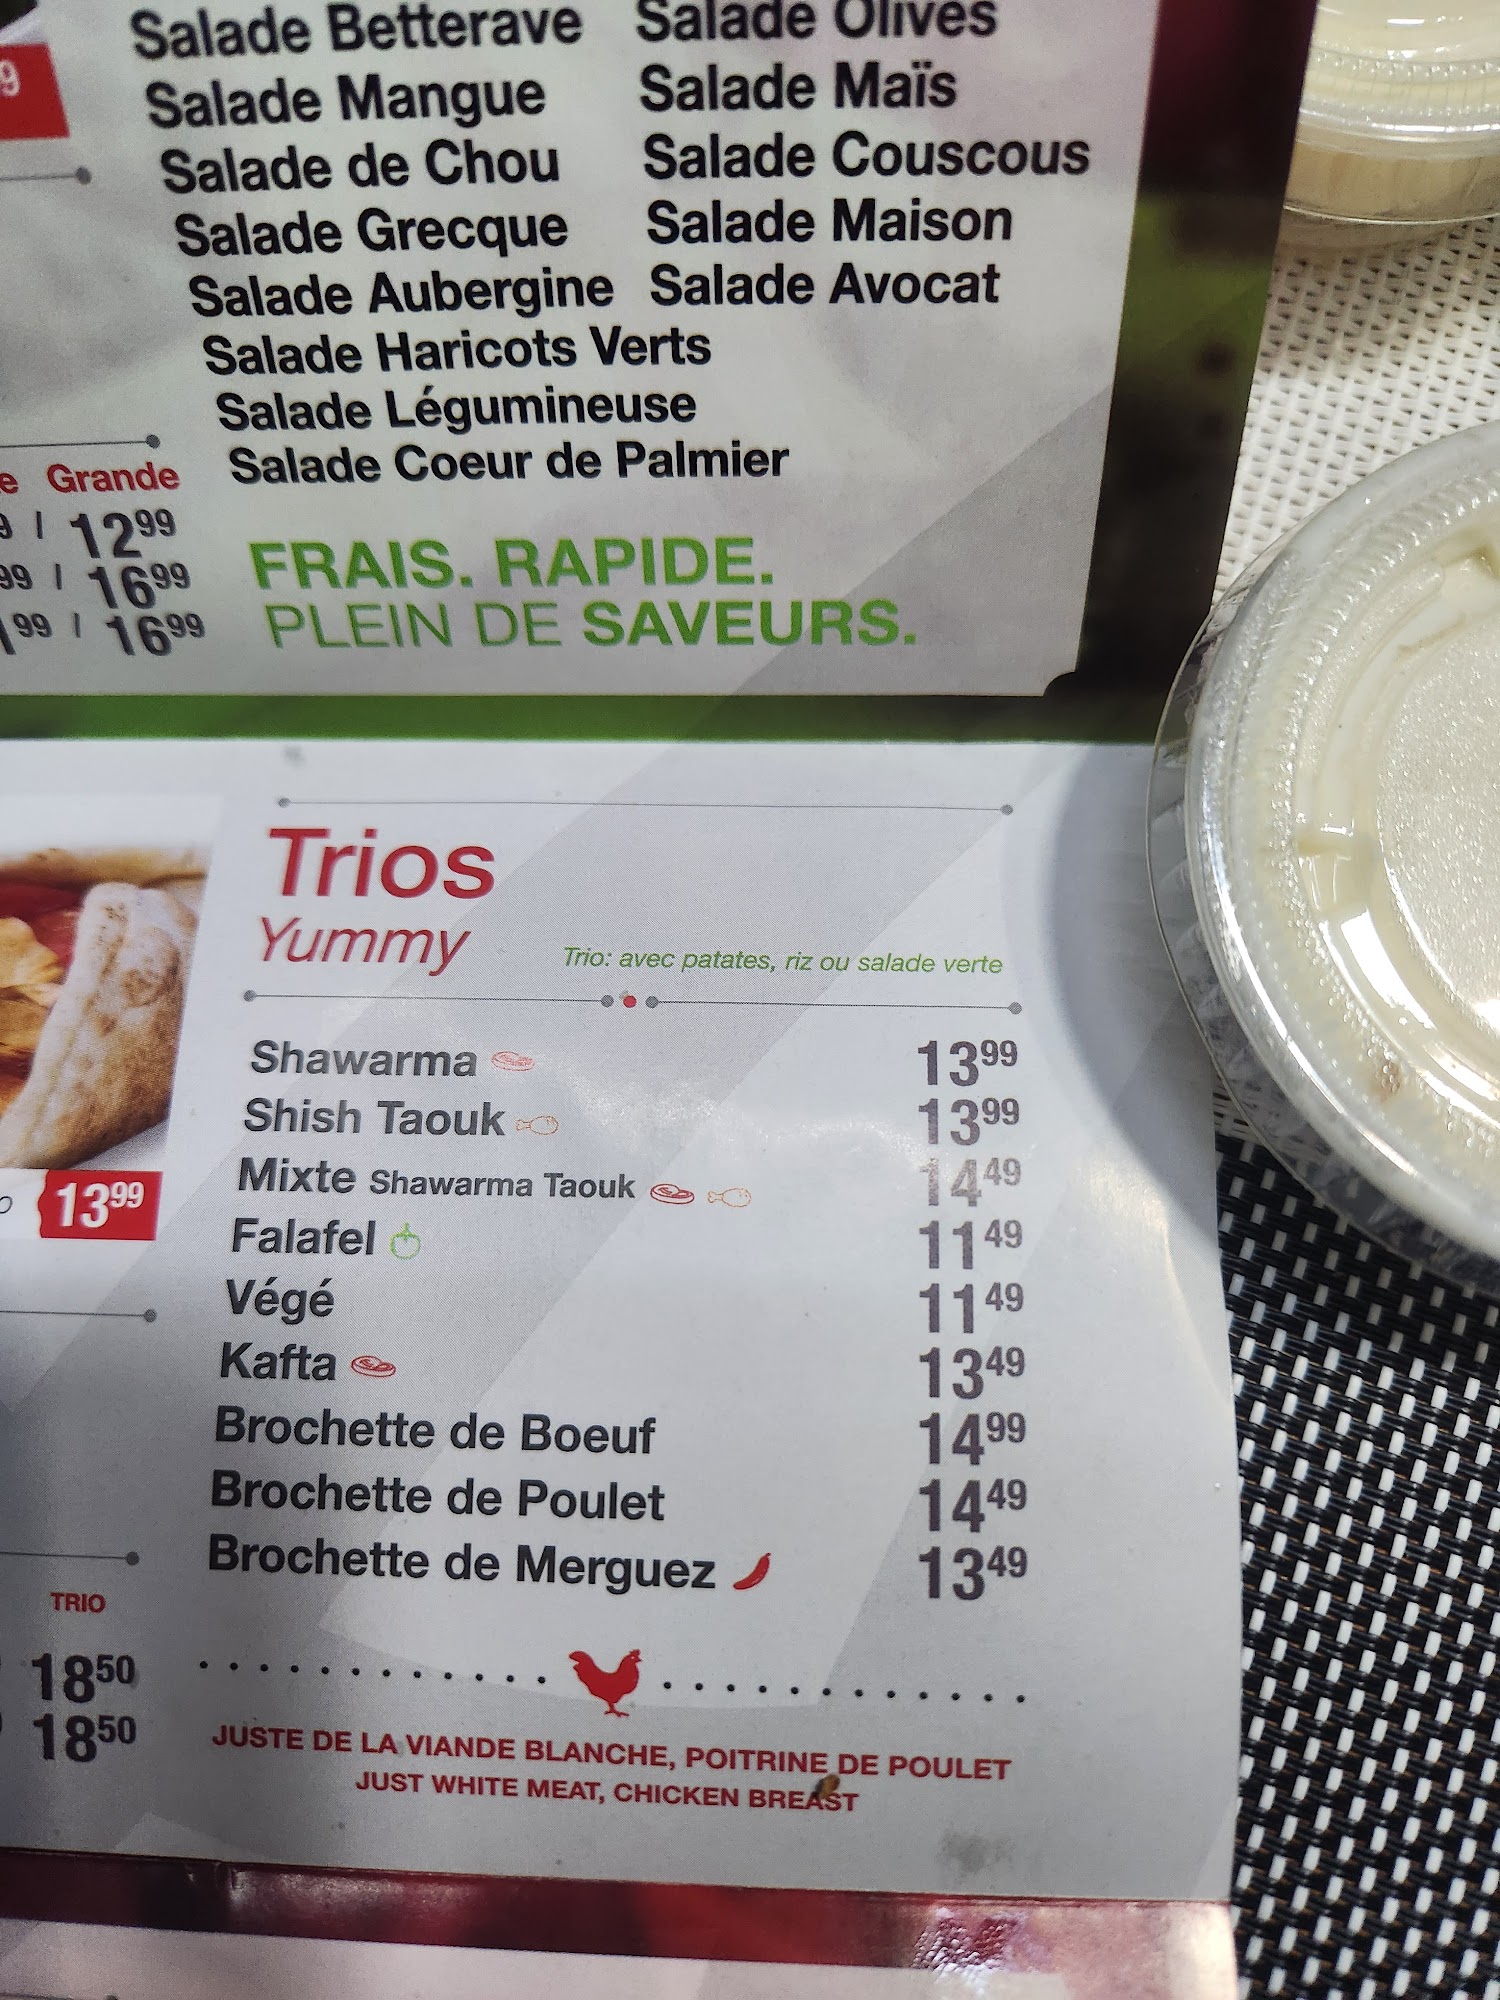 Salade Betterave Salade Olives
Salade Mangue Salade Maïs
Salade de Chou Salade Couscous
Salade Grecque Salade Maison
Salade Aubergine Salade Avocat
Salade Haricots Verts
Salade Légumineuse
Salade Coeur de Palmier
Grande
/ 12 99
99 / 16 99
99 / 16 99
FRAIS. RAPIDE.
PLEIN DE SAVEURS.
Trios
Yummy
Trio: avec patates, riz ou salade verte
Shawarma 13 99
Shish Taouk 13 99
Mixte Shawarma Taouk 14 49
Falafel 11 49
Végé 11 49
Kafta 13 49
Brochette de Boeuf 14 99
Brochette de Poulet 14 49
Brochette de Merguez 13 49
JUSTE DE LA VIANDE BLANCHE, POITRINE DE POULET
JUST WHITE MEAT, CHICKEN BREAST
13 99
TRIO
18 50
18 50